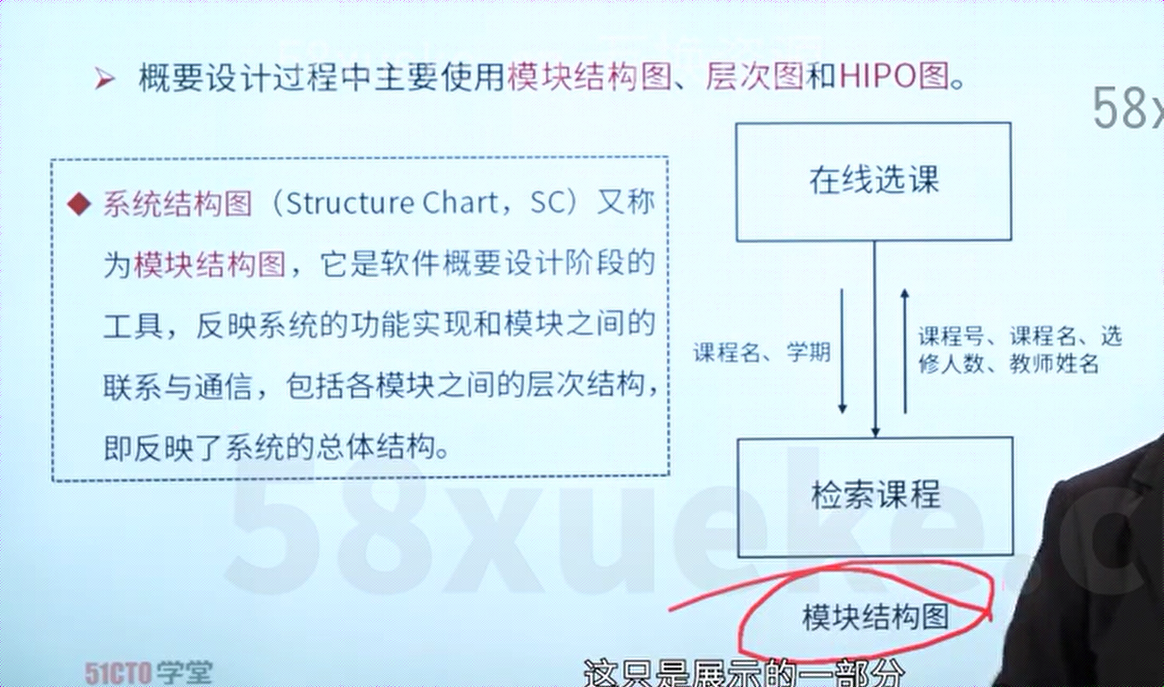 概要设计过程中主要使用模块结构图、层次图和HIPO图。
58x
在线选课
系统结构图（Structure Chart，SC）又称
为模块结构图，它是软件概要设计阶段的
工具，反映系统的功能实现和模块之间的
联系与通信，包括各模块之间的层次结构，
即反映了系统的总体结构。
课程名、学期
课程号、课程名、选
修人数、教师姓名
检索课程
58xueke.c
模块结构图
51CTO学堂
这只是展示的一部分